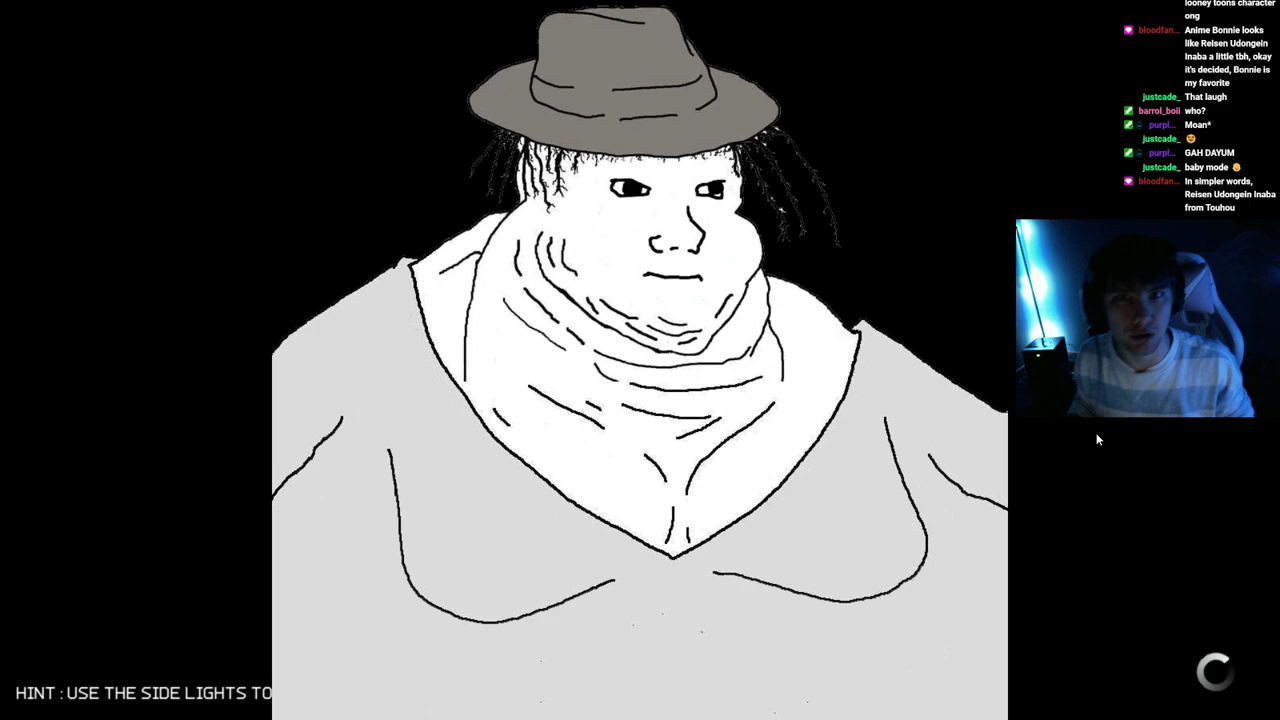 looney toons character
ong
bloodfan... Anime Bonnie looks
like Reisen Udongein
Inaba a little tbh, okay
it's decided, Bonnie is
my favorite
justcade_ That laugh
barrol_boii who?
purpl... Moan*
justcade_
purpl... GAH DAYUM
justcade_ baby mode
bloodfan... In simpler words,
Reisen Udongein Inaba
from Touhou
HINT : USE THE SIDE LIGHTS TO